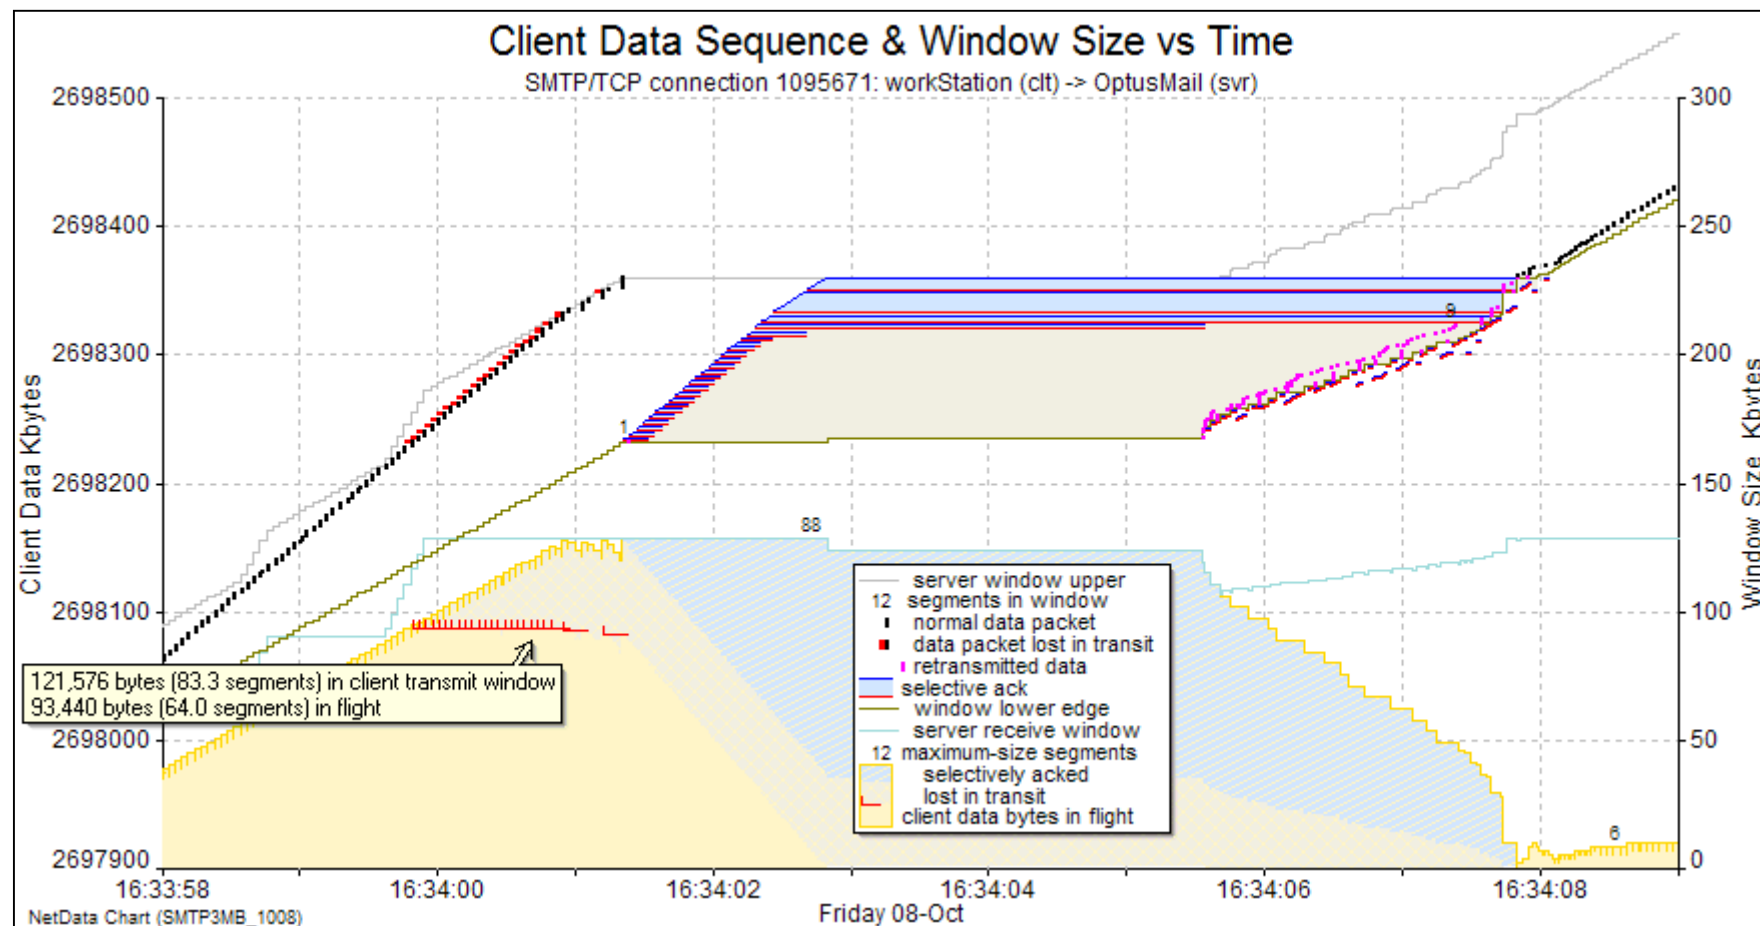 Client Data Sequence & Window Size vs Time
SMTP/TCP connection 1095671: workStation (clt) -> OptusMail (svr)
Client Data Kbytes
2698500
2698400
2698300
2698200
2698100
2698000
2697900
300
250
200
150
100
50
0
Window Size Kbytes
1
9
88
6
server window upper
12 segments in window
normal data packet
data packet lost in transit
retransmitted data
selective ack
window lower edge
server receive window
12 maximum-size segments
selectively acked
lost in transit
client data bytes in flight
121,576 bytes (83.3 segments) in client transmit window
93,440 bytes (64.0 segments) in flight
16:33:58 16:34:00 16:34:02 16:34:04 16:34:06 16:34:08
Friday 08-Oct
NetData Chart (SMTP3MB_1008)